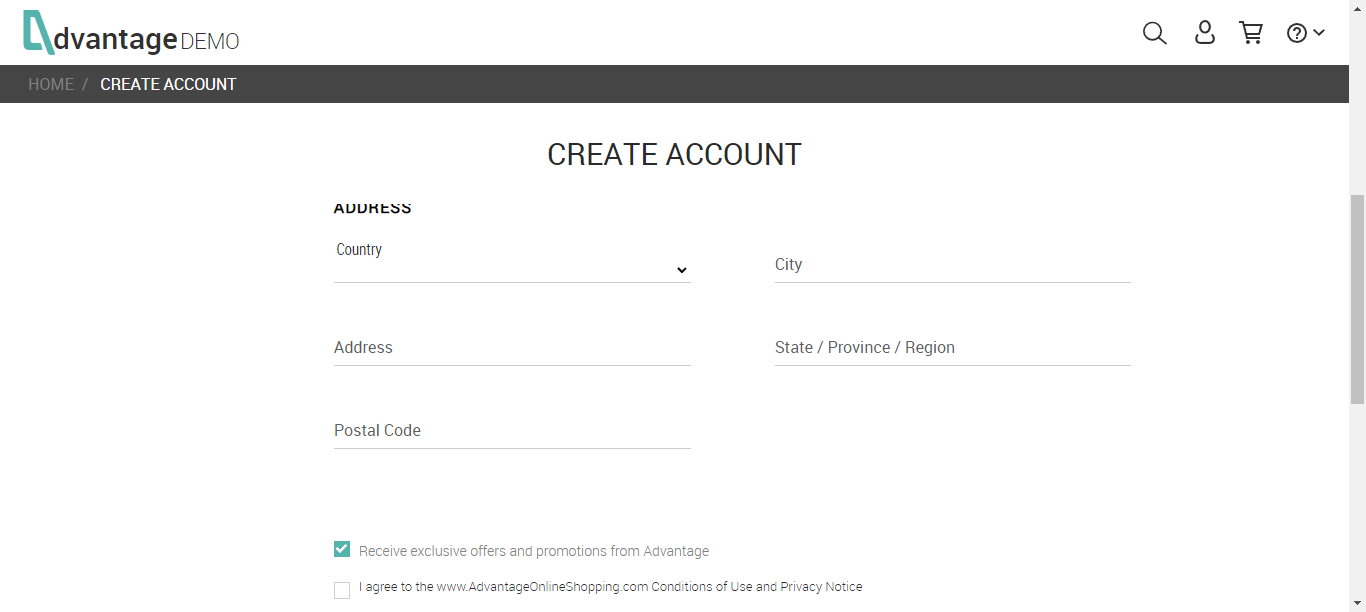 dvantage DEMO
HOME / CREATE ACCOUNT
CREATE ACCOUNT
ADDRESS
Country
City
Address
State / Province / Region
Postal Code
Receive exclusive offers and promotions from Advantage
I agree to the www.AdvantageOnlineShopping.com Conditions of Use and Privacy Notice